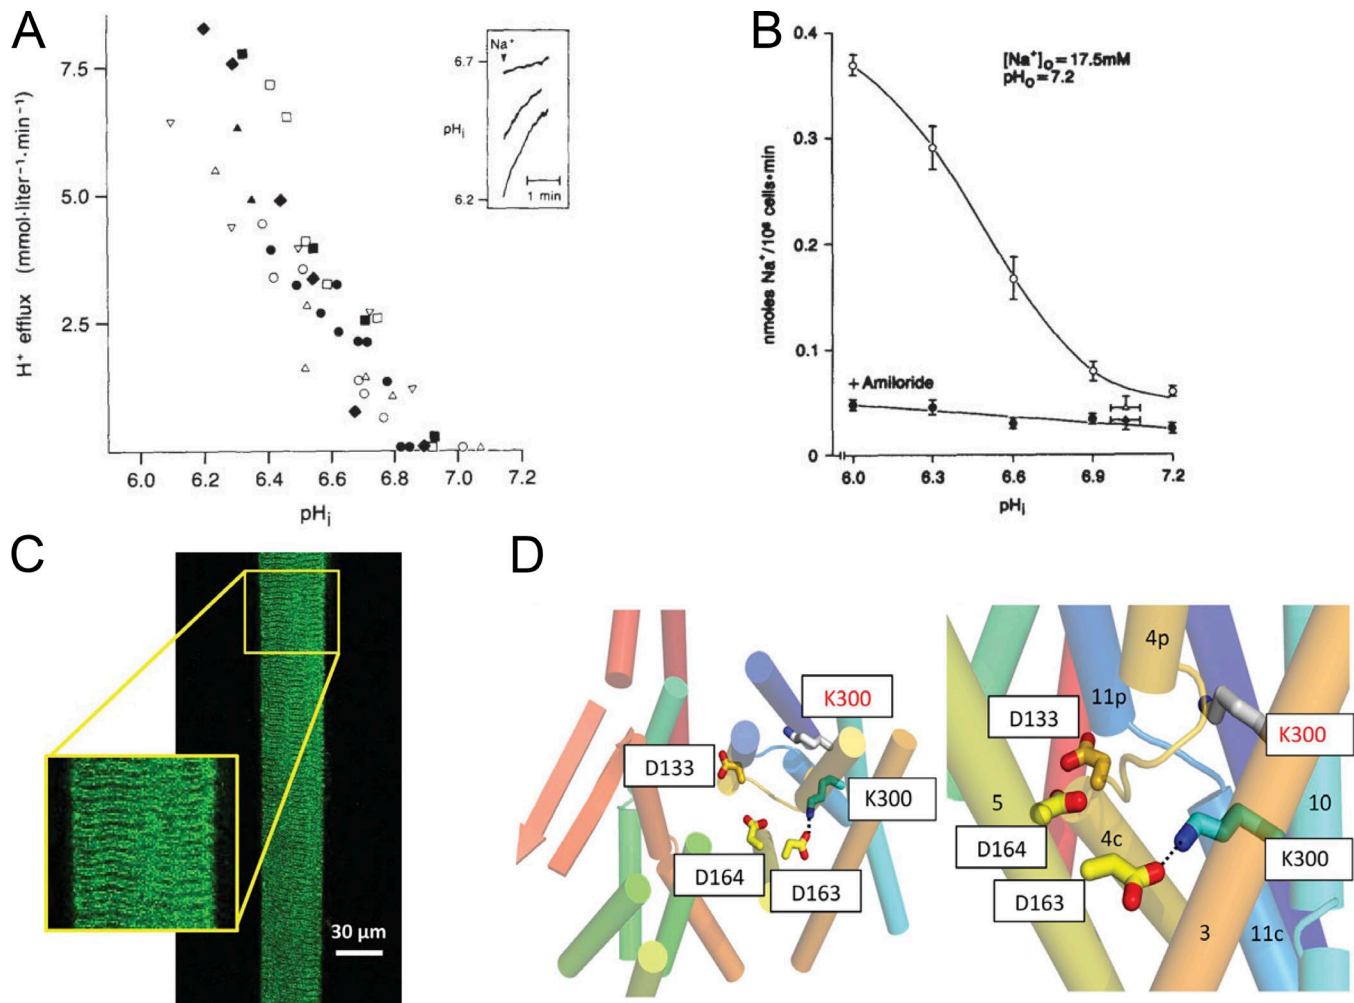 A
H⁺ efflux (mmol·liter⁻¹·min⁻¹)
7.5
5.0
2.5
6.0 6.2 6.4 6.6 6.8 7.0 7.2
pHi
Na⁺
6.7
pHi
6.2
1 min
B
nmoles Na⁺/10⁶ cells·min
0.4
0.3
0.2
0.1
0
[Na⁺]o = 17.5mM
pHo = 7.2
+ Amiloride
6.0 6.3 6.6 6.9 7.2
pHi
C
30 µm
D
K300
D133
K300
D164
D163
4p
11p
D133
K300
5
10
4c
D164
K300
D163
3
11c